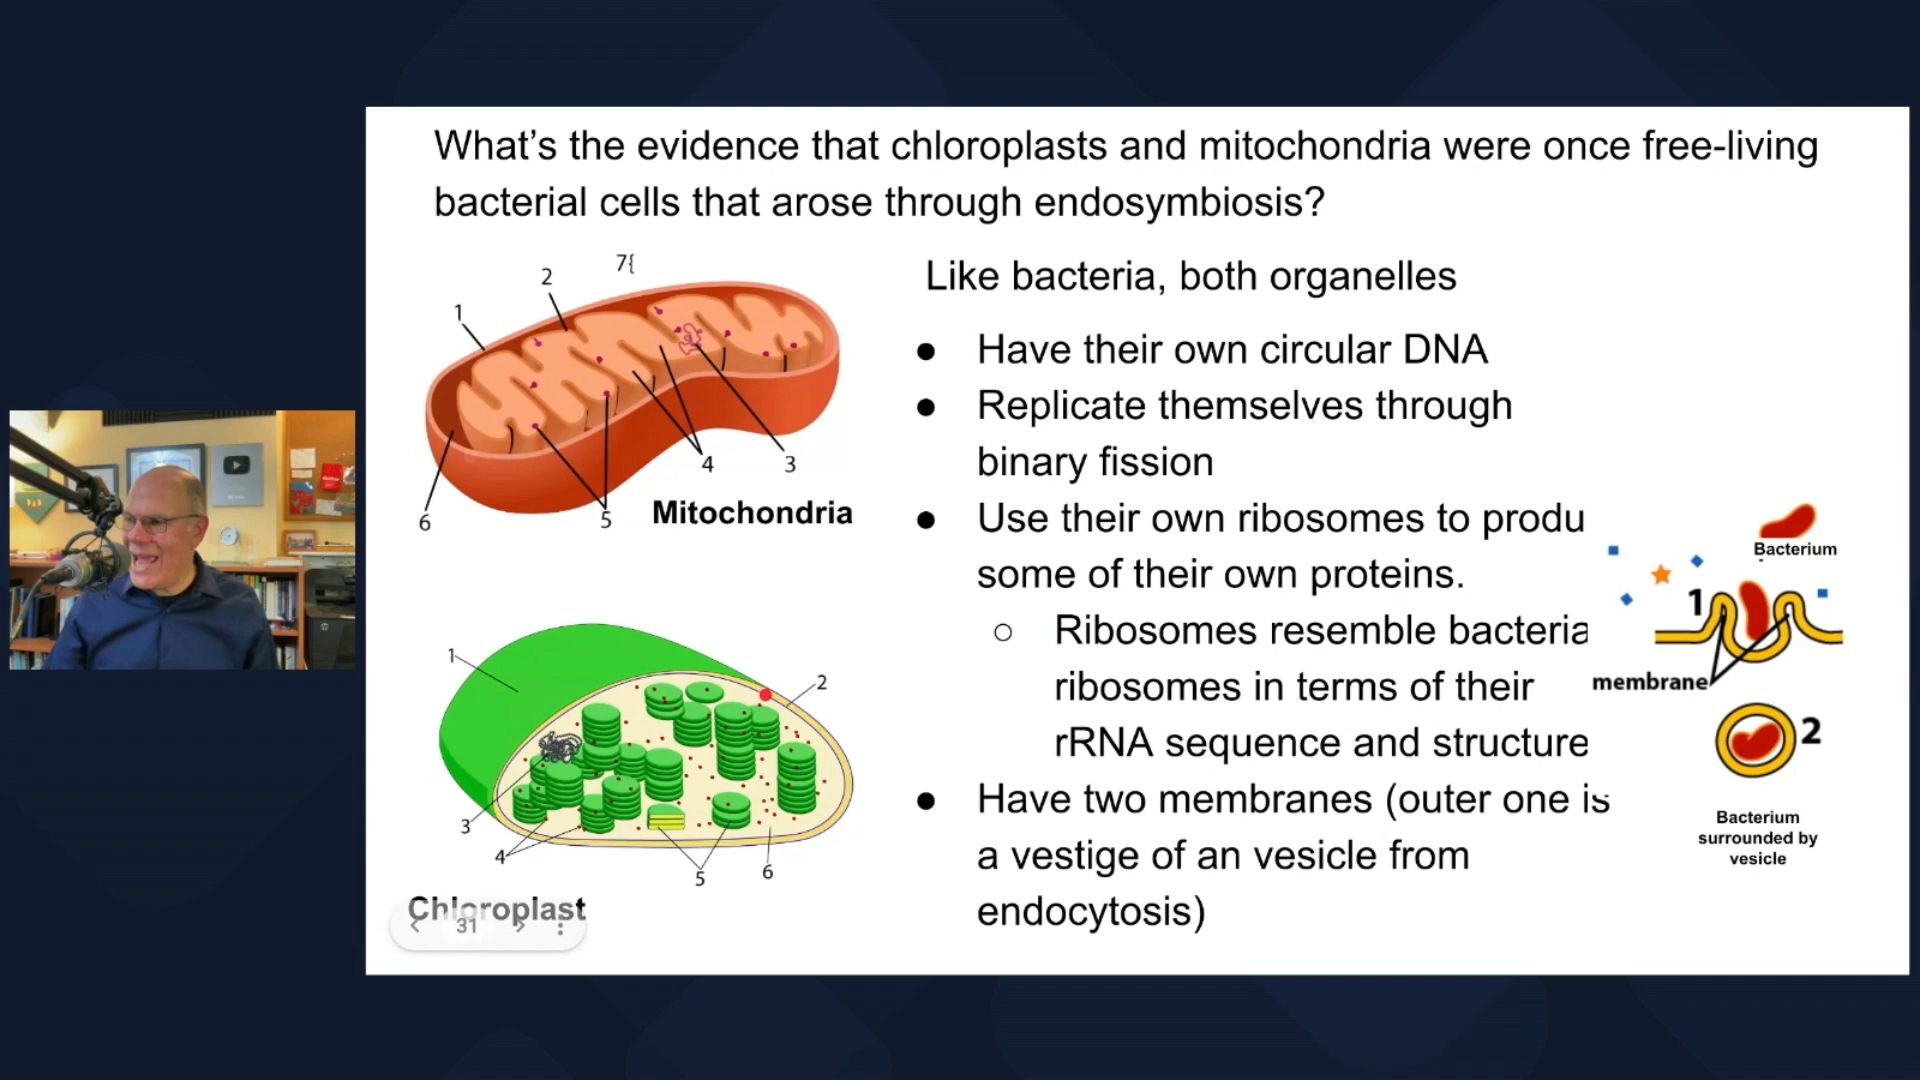 What's the evidence that chloroplasts and mitochondria were once free-living
bacterial cells that arose through endosymbiosis?
7{
2
1
4
3
6
5
Mitochondria
Like bacteria, both organelles
● Have their own circular DNA
● Replicate themselves through
binary fission
● Use their own ribosomes to produ
some of their own proteins.
○ Ribosomes resemble bacteria
ribosomes in terms of their
rRNA sequence and structure
● Have two membranes (outer one is
a vestige of an vesicle from
endocytosis)
Bacterium
1
membrane
2
Bacterium
surrounded by
vesicle
1
2
3
4
5
6
Chloroplast
31